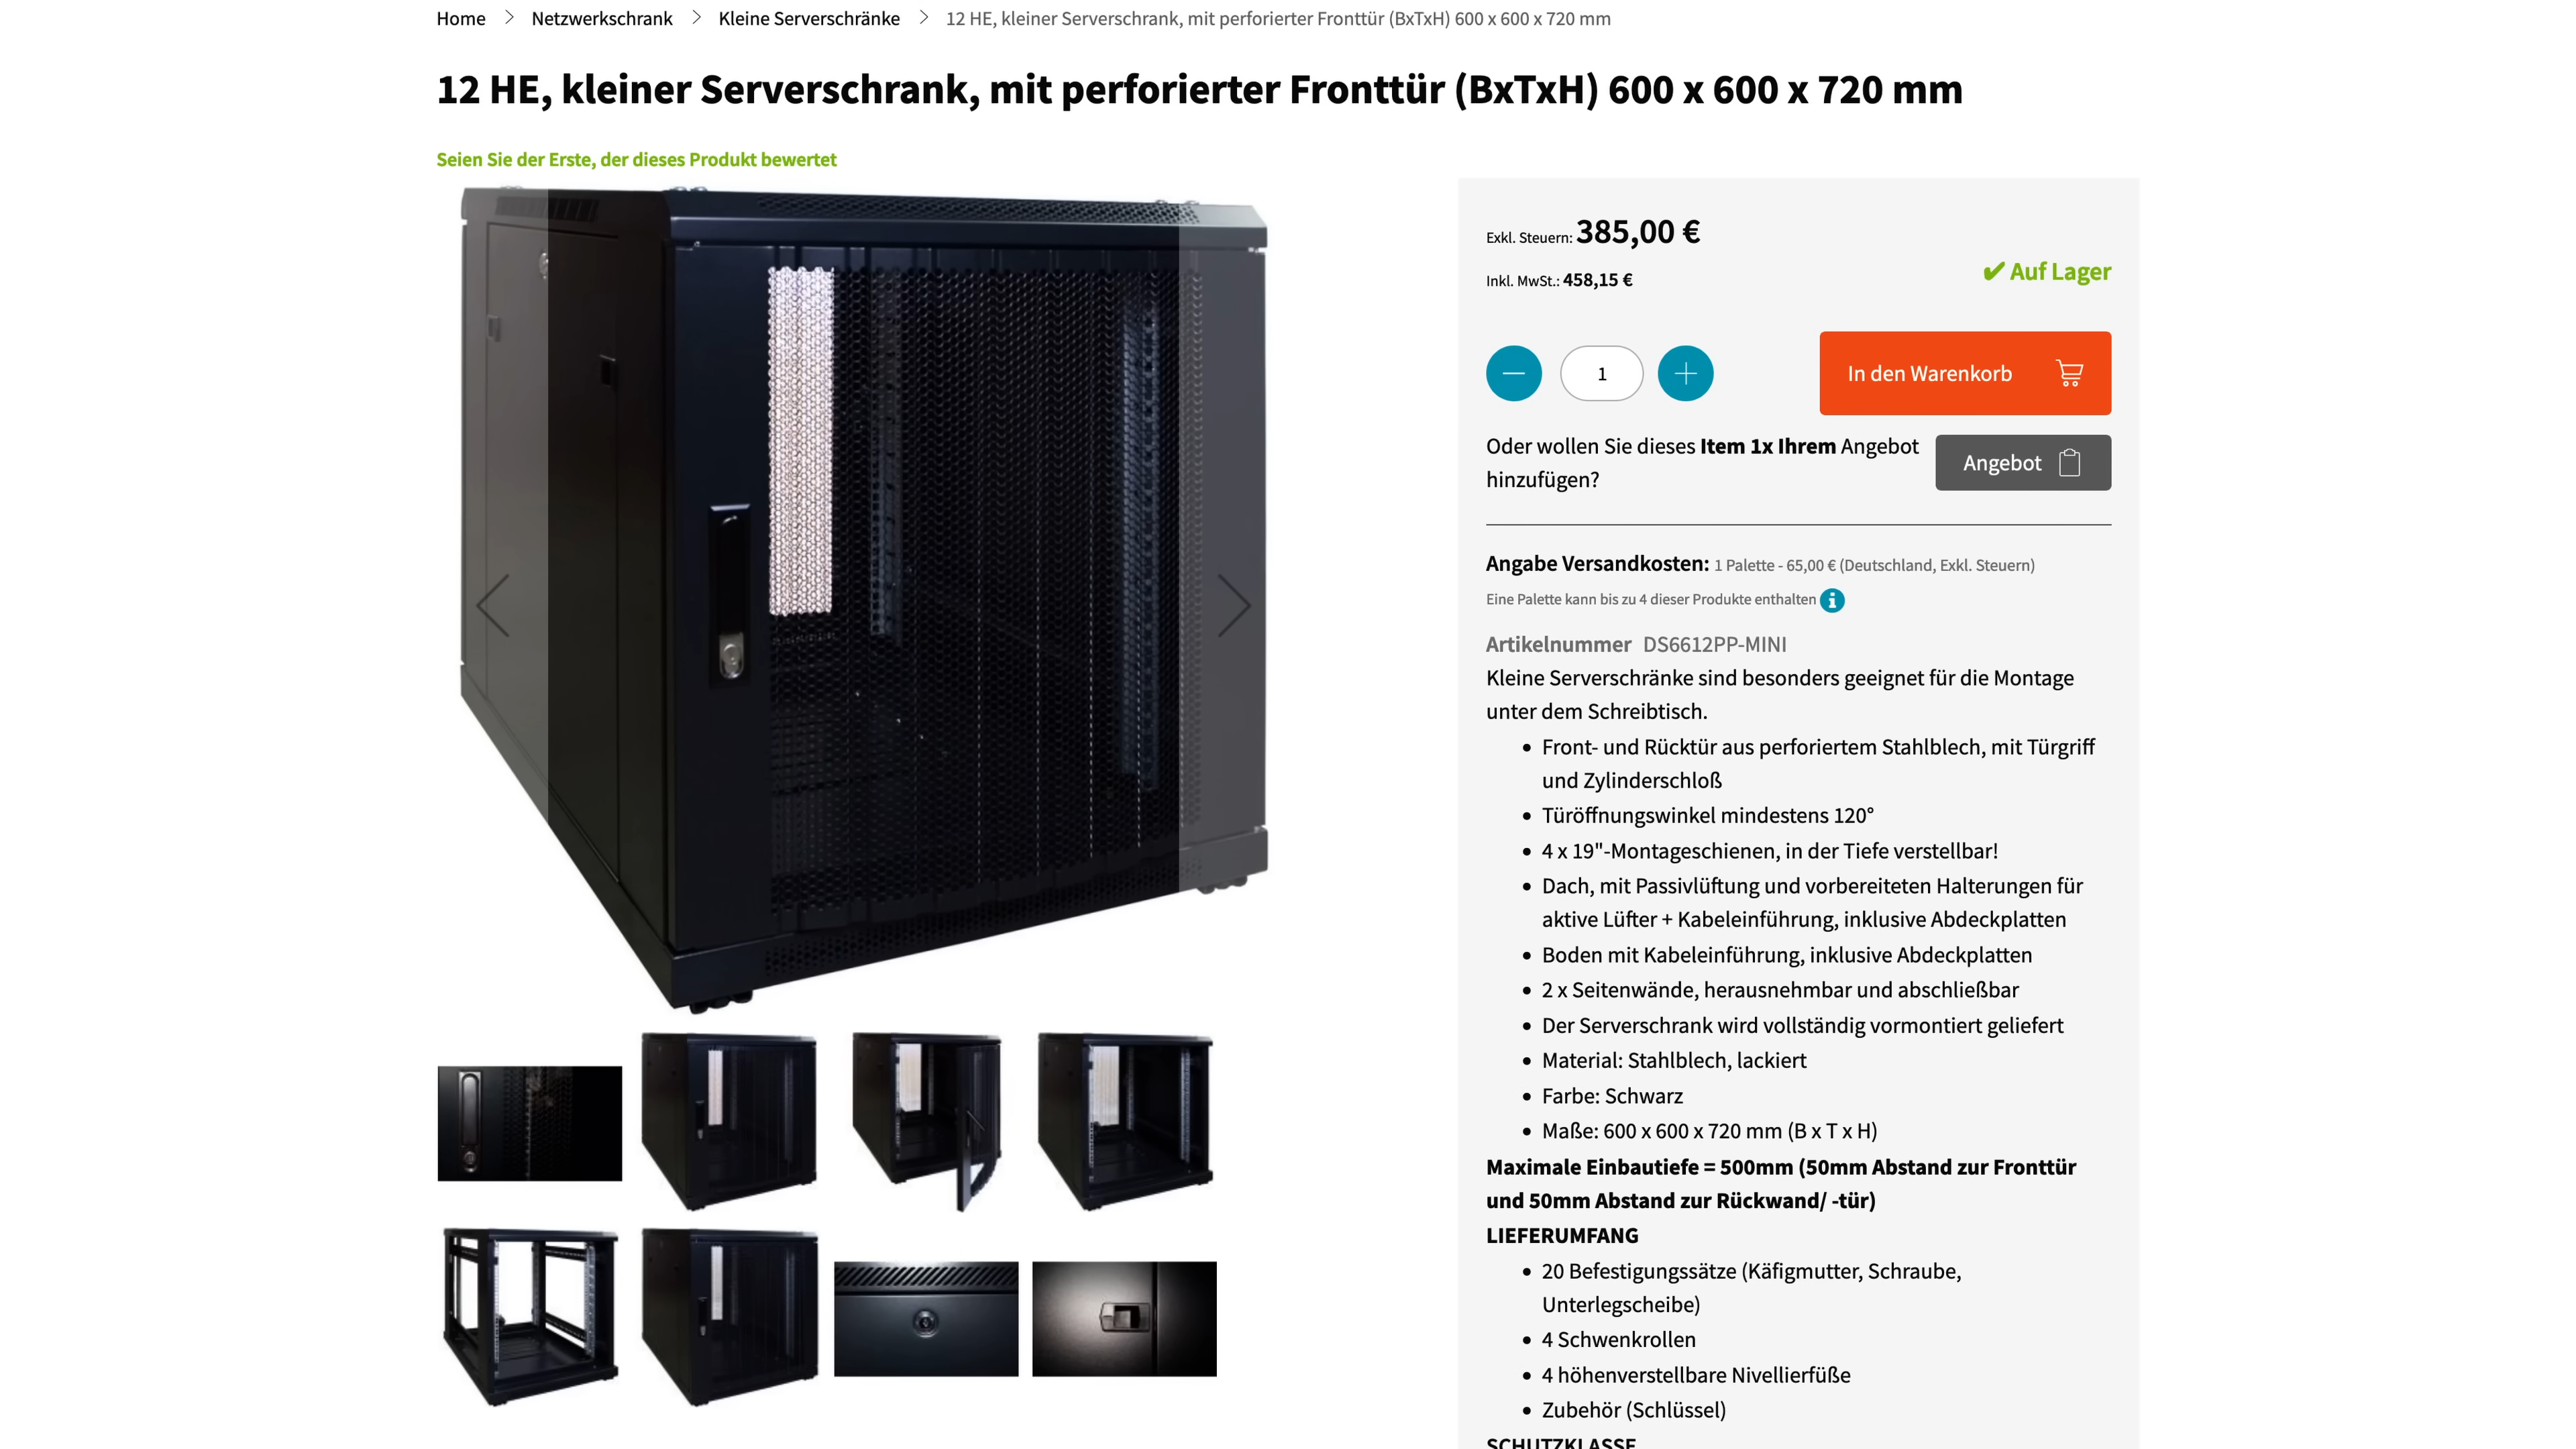 Home > Netzwerkschrank > Kleine Serverschränke > 12 HE, kleiner Serverschrank, mit perforierter Fronttür (BxTxH) 600 x 600 x 720 mm
12 HE, kleiner Serverschrank, mit perforierter Fronttür (BxTxH) 600 x 600 x 720 mm
Seien Sie der Erste, der dieses Produkt bewertet
Exkl. Steuern: 385,00 €
Inkl. MwSt.: 458,15 €
✔ Auf Lager
1
In den Warenkorb
Oder wollen Sie dieses Item 1x Ihrem Angebot
hinzufügen?
Angebot
Angabe Versandkosten: 1 Palette - 65,00 € (Deutschland, Exkl. Steuern)
Eine Palette kann bis zu 4 dieser Produkte enthalten
Artikelnummer DS6612PP-MINI
Kleine Serverschränke sind besonders geeignet für die Montage
unter dem Schreibtisch.
• Front- und Rücktür aus perforiertem Stahlblech, mit Türgriff
und Zylinderschloß
• Türöffnungswinkel mindestens 120°
• 4 x 19"-Montageschienen, in der Tiefe verstellbar!
• Dach, mit Passivlüftung und vorbereiteten Halterungen für
aktive Lüfter + Kabeleinführung, inklusive Abdeckplatten
• Boden mit Kabeleinführung, inklusive Abdeckplatten
• 2 x Seitenwände, herausnehmbar und abschließbar
• Der Serverschrank wird vollständig vormontiert geliefert
• Material: Stahlblech, lackiert
• Farbe: Schwarz
• Maße: 600 x 600 x 720 mm (B x T x H)
Maximale Einbautiefe = 500mm (50mm Abstand zur Fronttür
und 50mm Abstand zur Rückwand/ -tür)
LIEFERUMFANG
• 20 Befestigungssätze (Käfigmutter, Schraube,
Unterlegscheibe)
• 4 Schwenkrollen
• 4 höhenverstellbare Nivellierfüße
• Zubehör (Schlüssel)
SCHUTZKLASSE